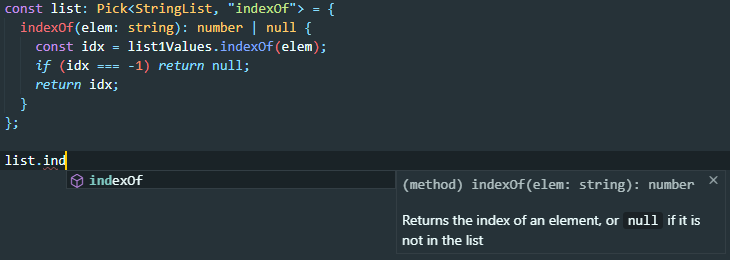 const list: Pick<StringList, "indexOf"> = {
indexOf(elem: string): number | null {
const idx = list1Values.indexOf(elem);
if (idx === -1) return null;
return idx;
}
};
list.ind
indexOf
(method) indexOf(elem: string): number
Returns the index of an element, or null if it is
not in the list